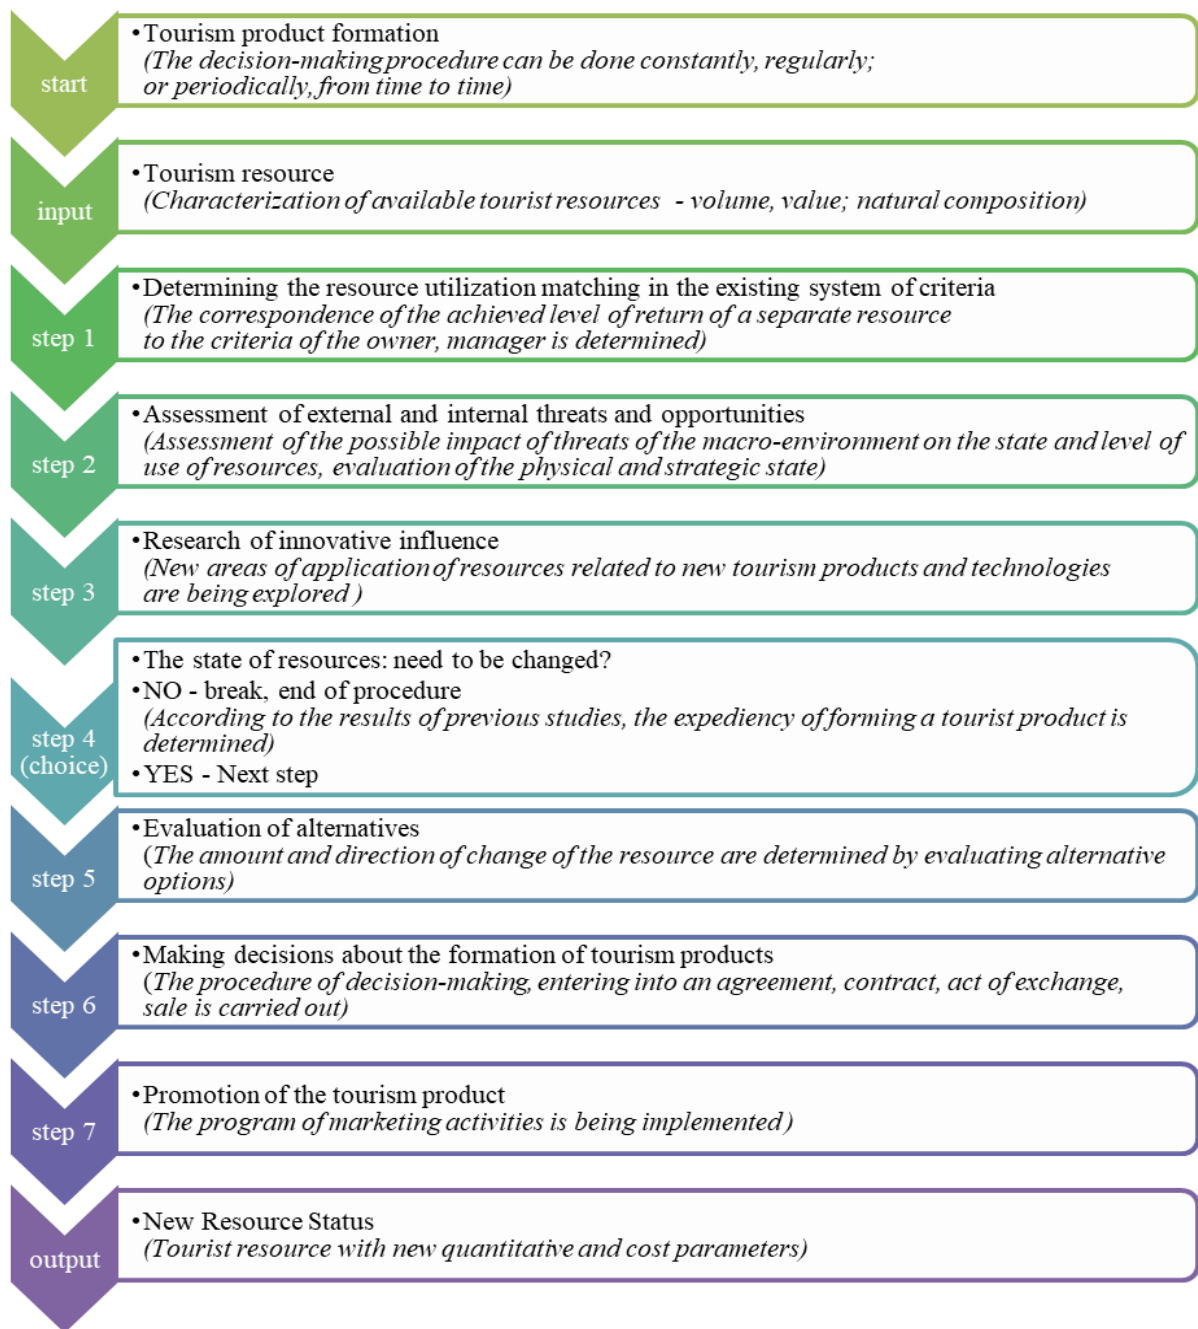 start
•Tourism product formation
(The decision-making procedure can be done constantly, regularly;
or periodically, from time to time)
input
•Tourism resource
(Characterization of available tourist resources - volume, value; natural composition)
step 1
•Determining the resource utilization matching in the existing system of criteria
(The correspondence of the achieved level of return of a separate resource
to the criteria of the owner, manager is determined)
step 2
•Assessment of external and internal threats and opportunities
(Assessment of the possible impact of threats of the macro-environment on the state and level of
use of resources, evaluation of the physical and strategic state)
step 3
•Research of innovative influence
(New areas of application of resources related to new tourism products and technologies
are being explored )
step 4
(choice)
•The state of resources: need to be changed?
•NO - break, end of procedure
(According to the results of previous studies, the expediency of forming a tourist product is
determined)
•YES - Next step
step 5
•Evaluation of alternatives
(The amount and direction of change of the resource are determined by evaluating alternative
options)
step 6
•Making decisions about the formation of tourism products
(The procedure of decision-making, entering into an agreement, contract, act of exchange,
sale is carried out)
step 7
•Promotion of the tourism product
(The program of marketing activities is being implemented )
output
•New Resource Status
(Tourist resource with new quantitative and cost parameters)